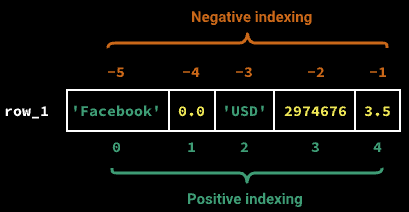 Negative indexing
-5 -4 -3 -2 -1
row_1 'Facebook' 0.0 'USD' 2974676 3.5
0 1 2 3 4
Positive indexing